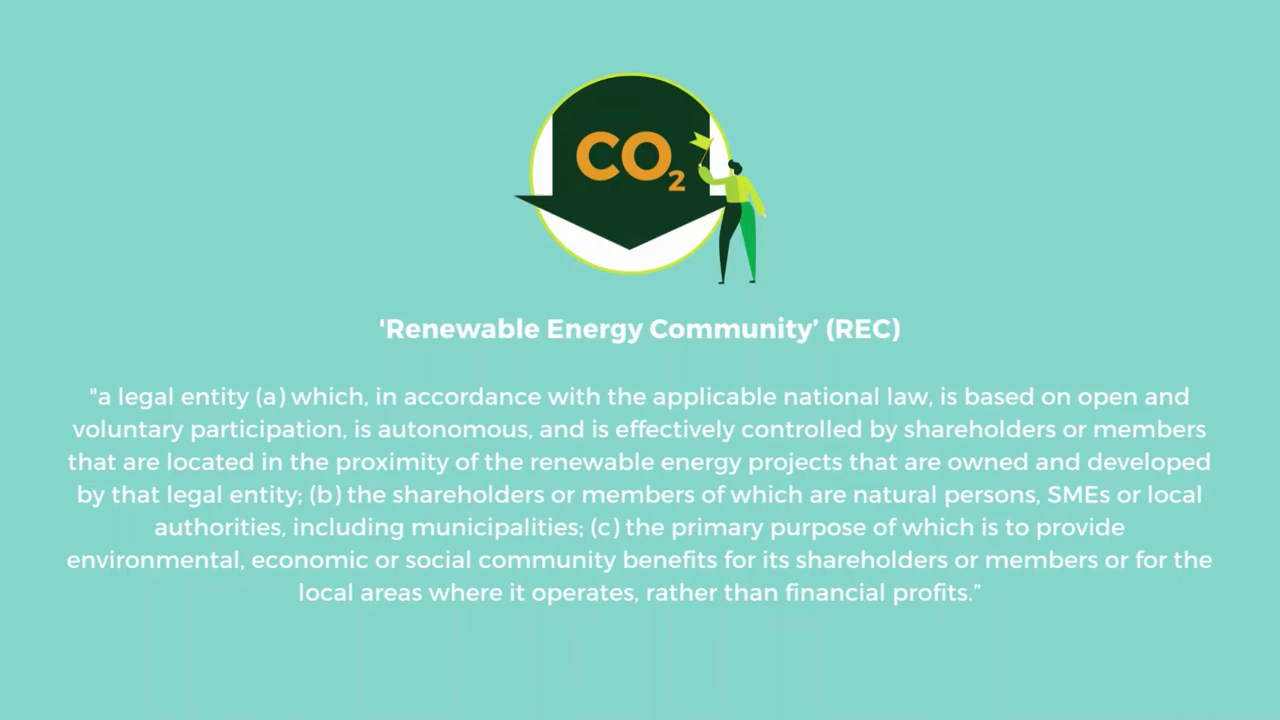 CO2
'Renewable Energy Community’ (REC)
"a legal entity (a) which, in accordance with the applicable national law, is based on open and
voluntary participation, is autonomous, and is effectively controlled by shareholders or members
that are located in the proximity of the renewable energy projects that are owned and developed
by that legal entity; (b) the shareholders or members of which are natural persons, SMEs or local
authorities, including municipalities; (c) the primary purpose of which is to provide
environmental, economic or social community benefits for its shareholders or members or for the
local areas where it operates, rather than financial profits.”